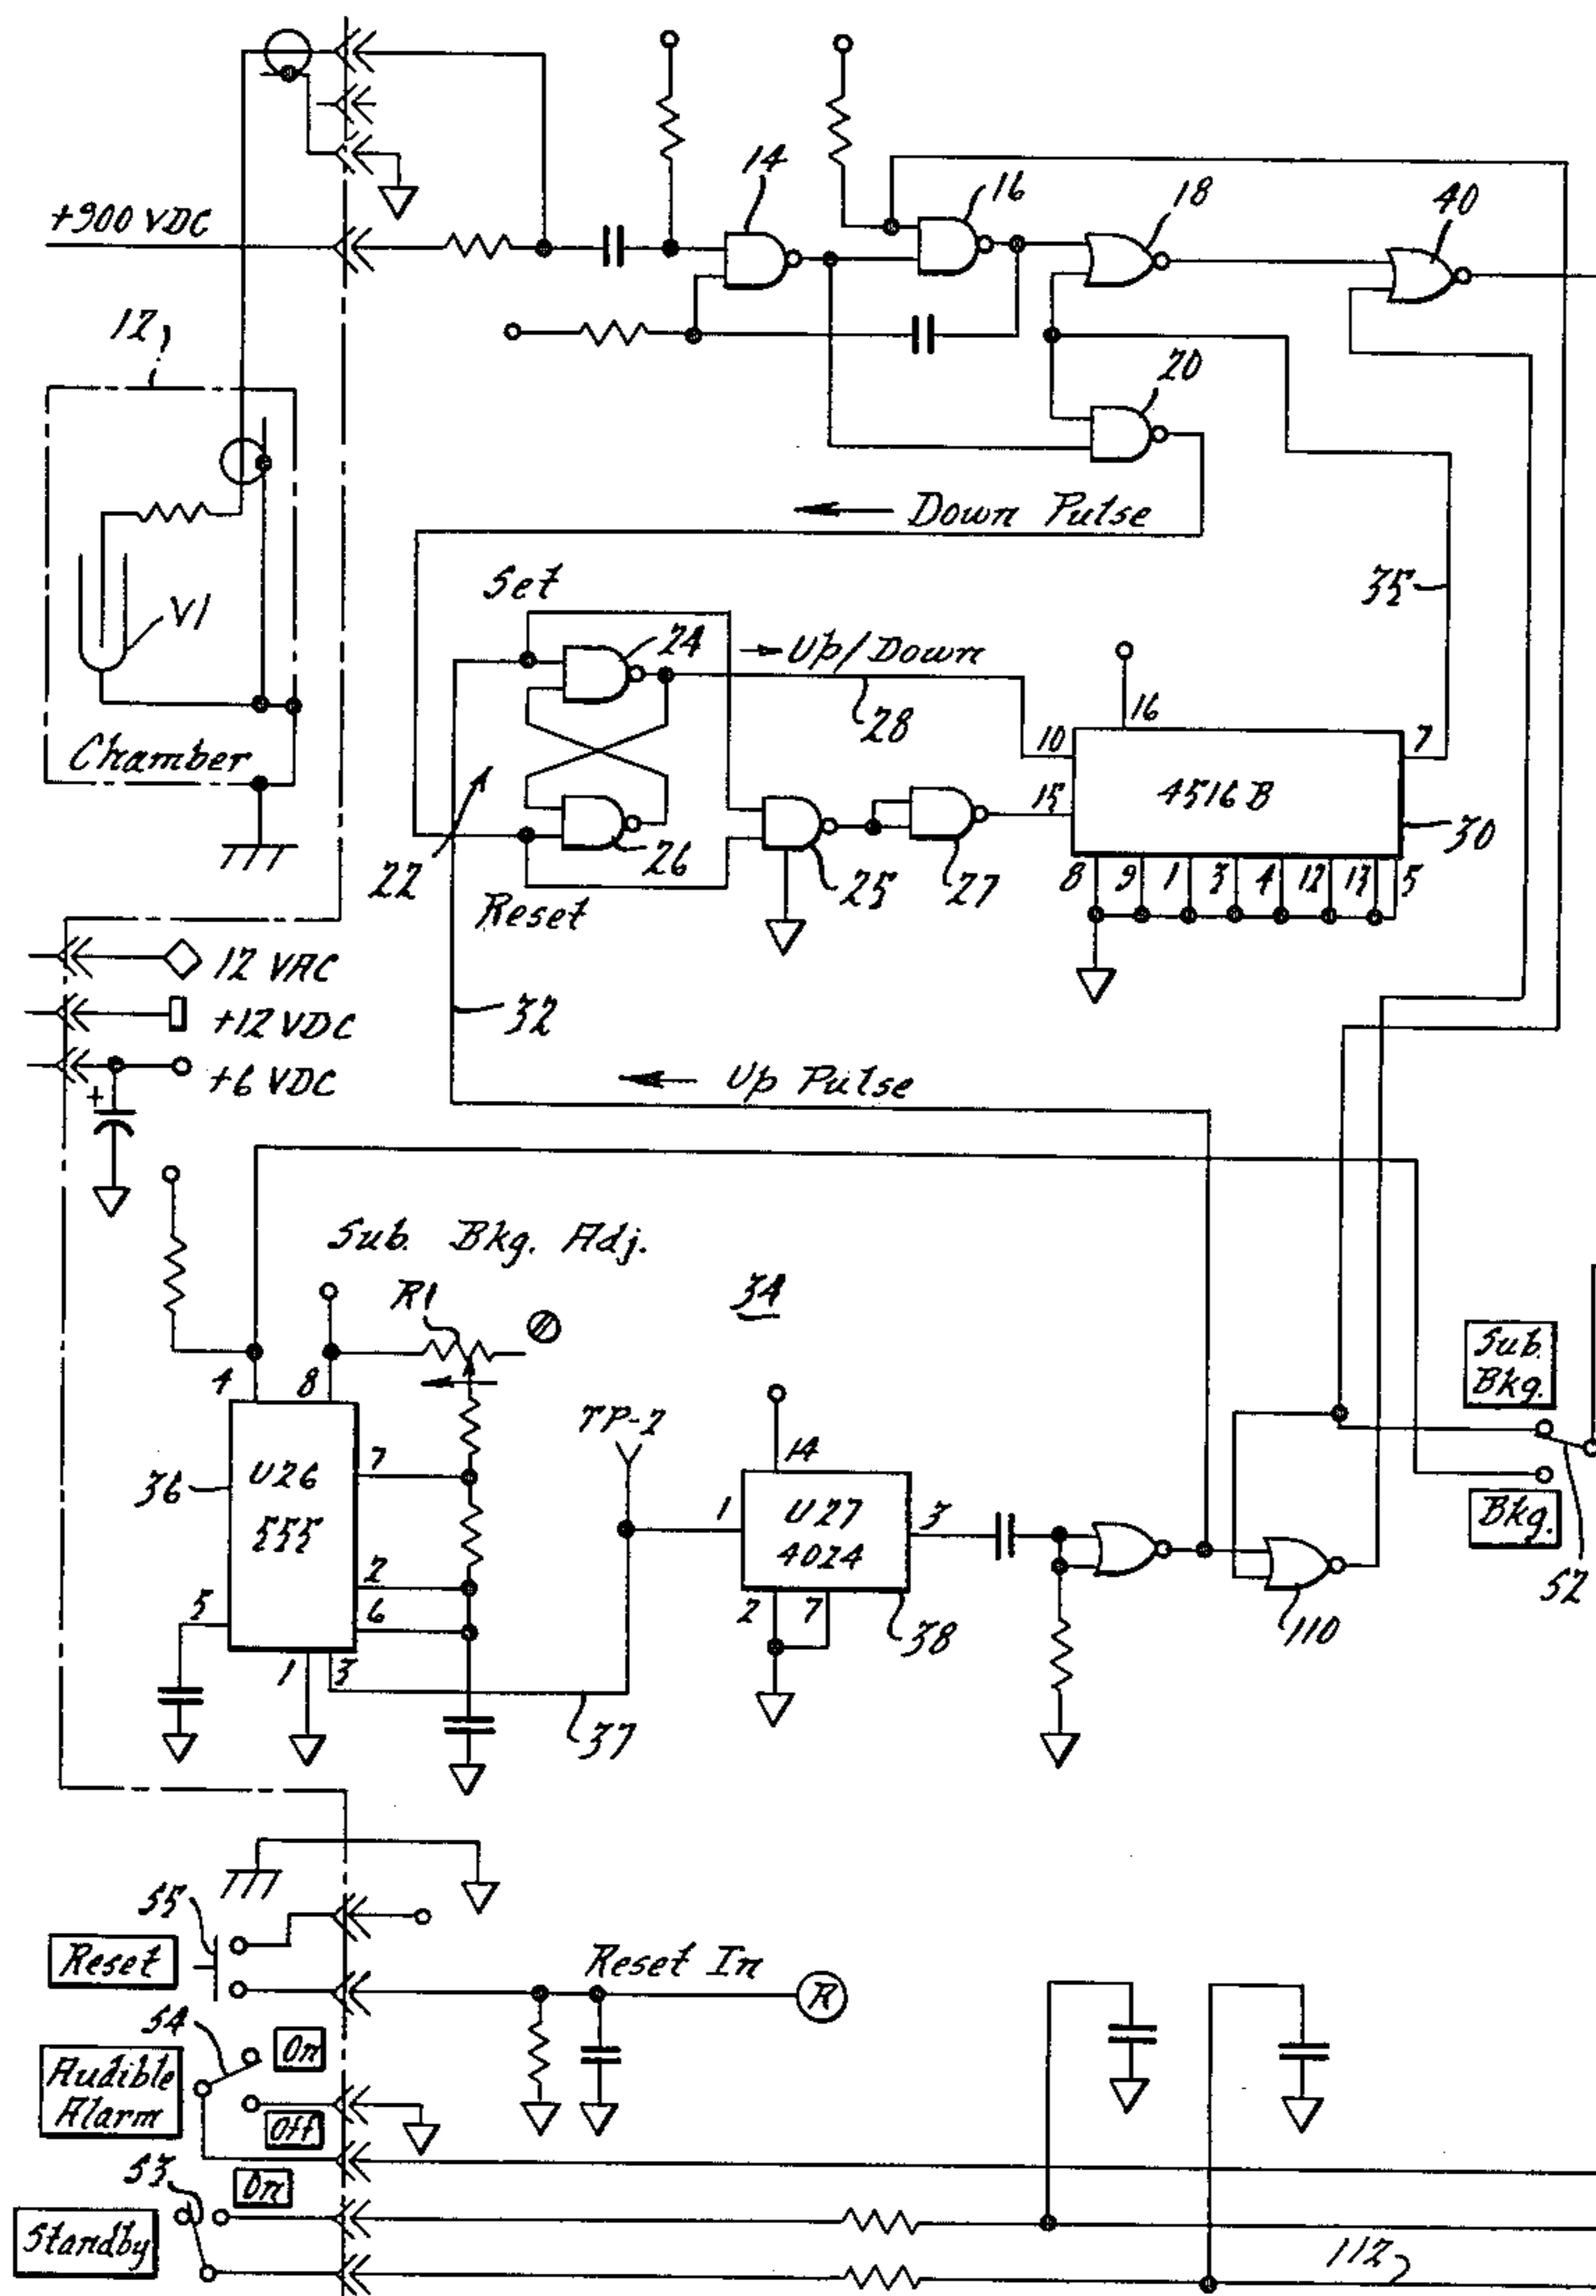 14
16
18
40
+900 VDC
12
20
Down Pulse
V1
Set
24
Up/Down
28
35
16
10
7
15
4516 B
30
Chamber
22
26
25
27
8 9 1 3 4 12 13 5
Reset
12 VAC
+12 VDC
+6 VDC
+
32
Up Pulse
Sub. Bkg. Adj.
R1
34
4
8
TP-2
14
Sub.
Bkg.
36
U26
555
7
1
U27
4024
3
Bkg.
52
2
5
6
2
7
38
110
1
3
37
55
Reset
Reset In
R
54
On
Audible
Alarm
Off
53
On
Standby
112